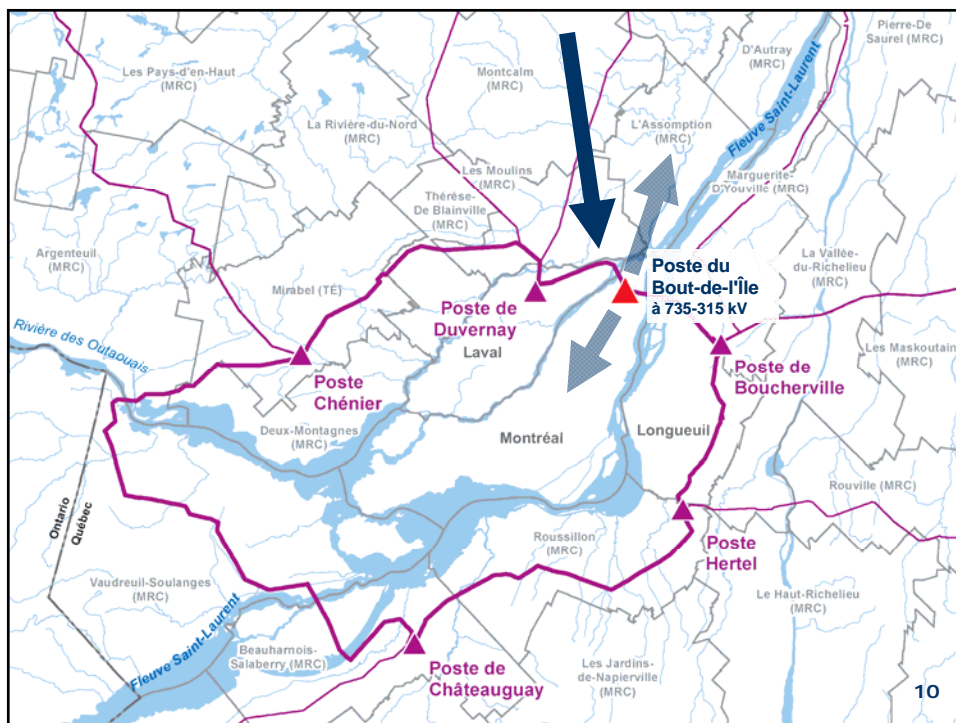 Pierre-De
Saurel (MRC)
D'Autray
(MRC)
Les Pays-d'en-Haut
(MRC)
Montcalm
(MRC)
La Rivière-du-Nord
(MRC)
L'Assomption
(MRC)
Fleuve Saint-Laurent
Les Moulins
(MRC)
Thérèse-
De Blainville
(MRC)
Marguerite-
D'Youville (MRC)
Argenteuil
(MRC)
Mirabel (TÉ)
Poste du
Bout-de-l'Île
à 735-315 kV
La Vallée-
du-Richelieu
(MRC)
Poste de
Duvernay
Laval
Rivière des Outaouais
Poste
Chénier
Les Maskoutain
(MRC)
Poste de
Boucherville
Deux-Montagnes
(MRC)
Montréal
Longueuil
Rouville (MRC)
Ontario
Québec
Poste
Hertel
Roussillon
(MRC)
Vaudreuil-Soulanges
(MRC)
Le Haut-Richelieu
(MRC)
Fleuve Saint-Laurent
Beauharnois-
Salaberry (MRC)
Poste de
Châteauguay
Les Jardins-
de-Napierville
(MRC)
10